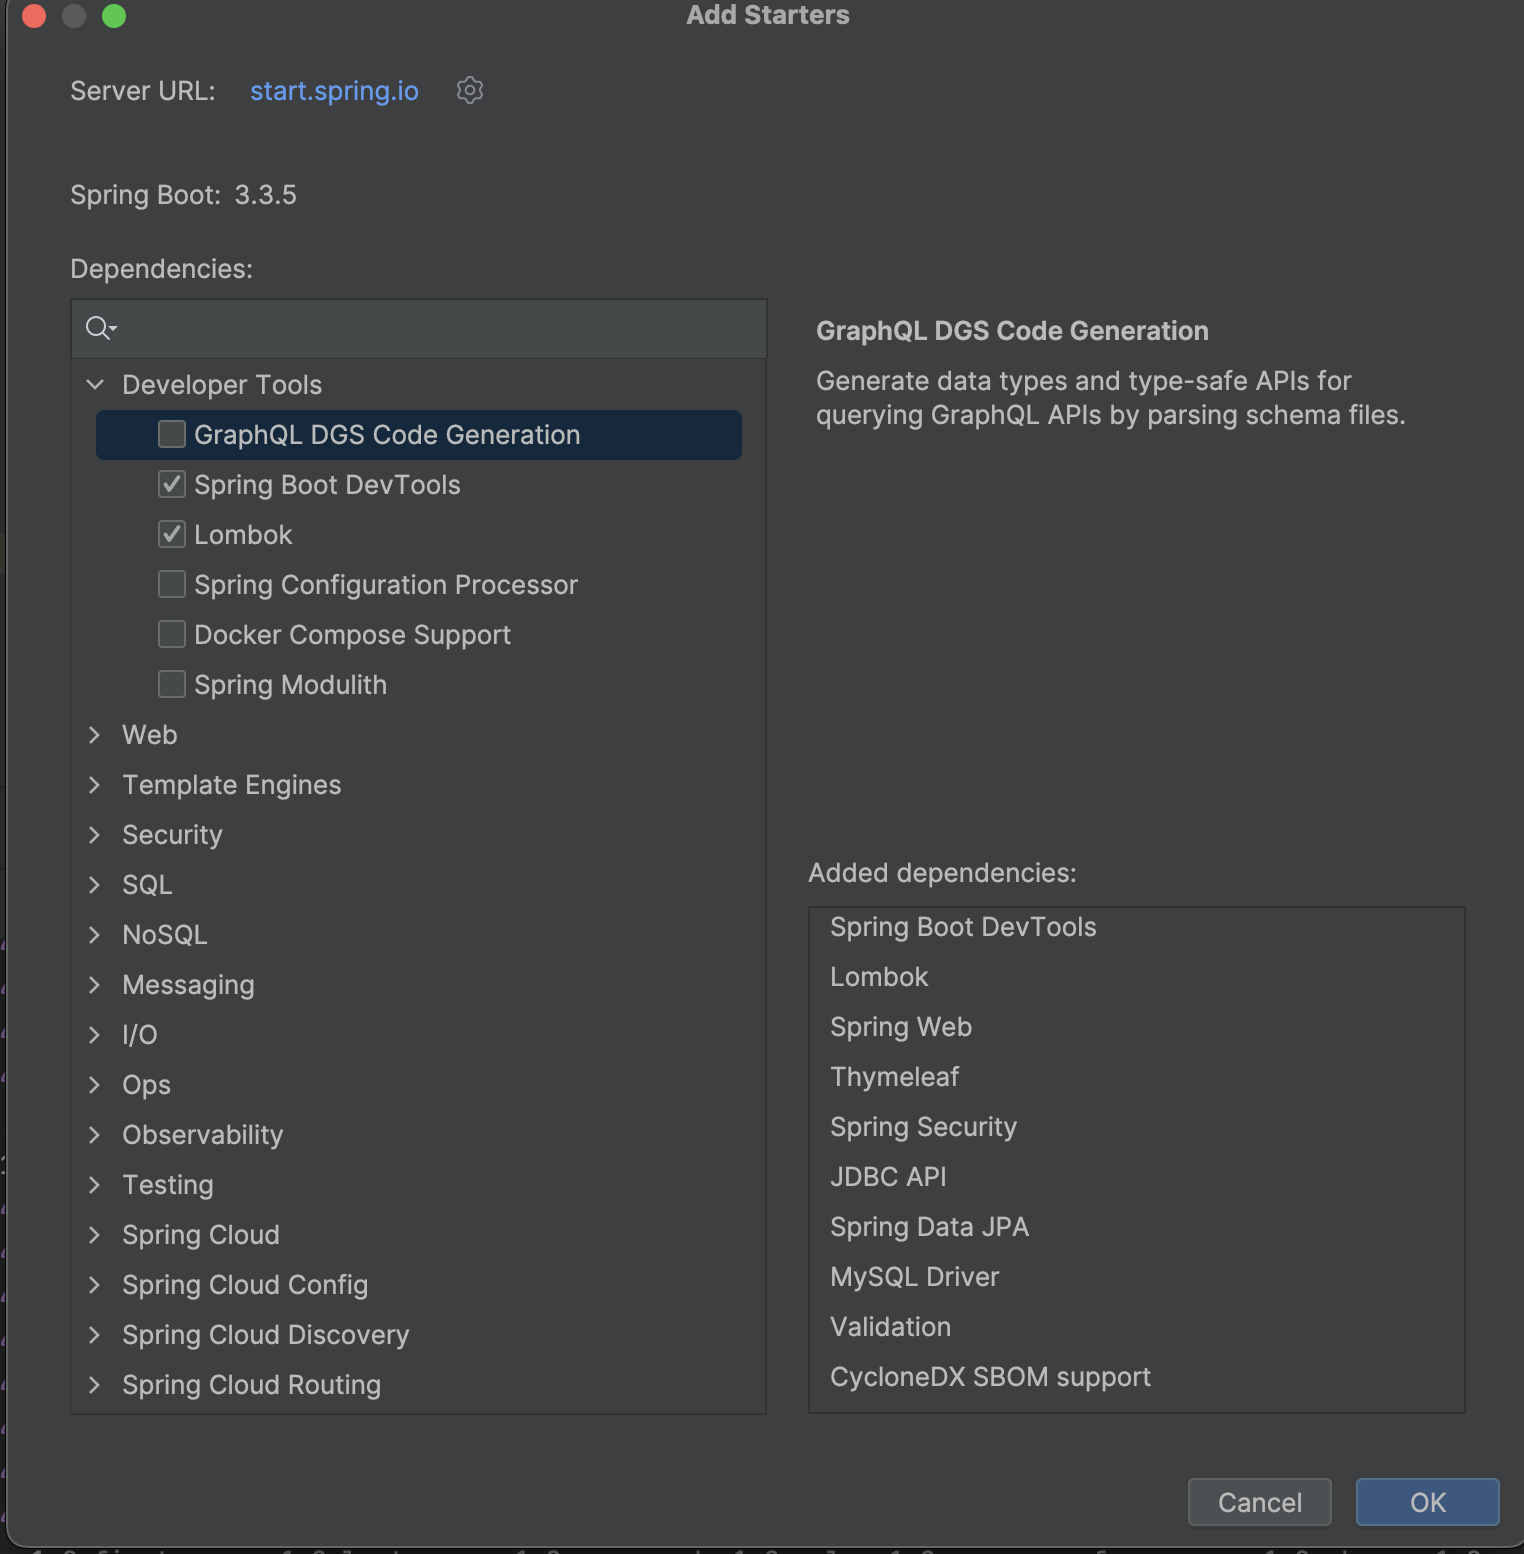 Add Starters
Server URL: start.spring.io
Spring Boot: 3.3.5
Dependencies:
Developer Tools
GraphQL DGS Code Generation
Spring Boot DevTools
Lombok
Spring Configuration Processor
Docker Compose Support
Spring Modulith
Web
Template Engines
Security
SQL
NoSQL
Messaging
I/O
Ops
Observability
Testing
Spring Cloud
Spring Cloud Config
Spring Cloud Discovery
Spring Cloud Routing
GraphQL DGS Code Generation
Generate data types and type-safe APIs for
querying GraphQL APIs by parsing schema files.
Added dependencies:
Spring Boot DevTools
Lombok
Spring Web
Thymeleaf
Spring Security
JDBC API
Spring Data JPA
MySQL Driver
Validation
CycloneDX SBOM support
Cancel
OK